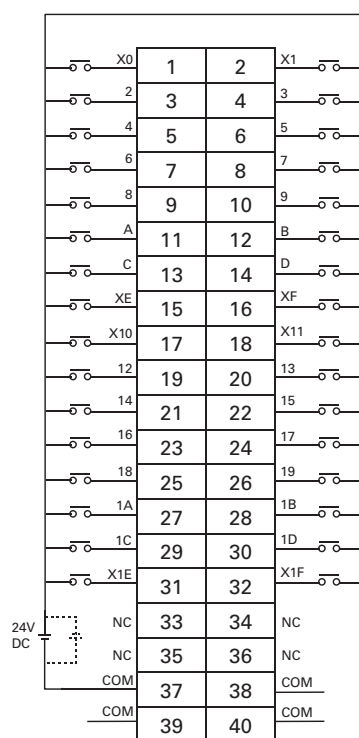 X0 1 2 X1
2 3 4 3
4 5 6 5
6 7 8 7
8 9 10 9
A 11 12 B
C 13 14 D
XE 15 16 XF
X10 17 18 X11
12 19 20 13
14 21 22 15
16 23 24 17
18 25 26 19
1A 27 28 1B
1C 29 30 1D
X1E 31 32 X1F
24V
DC
NC 33 34 NC
NC 35 36 NC
COM 37 38 COM
COM 39 40 COM